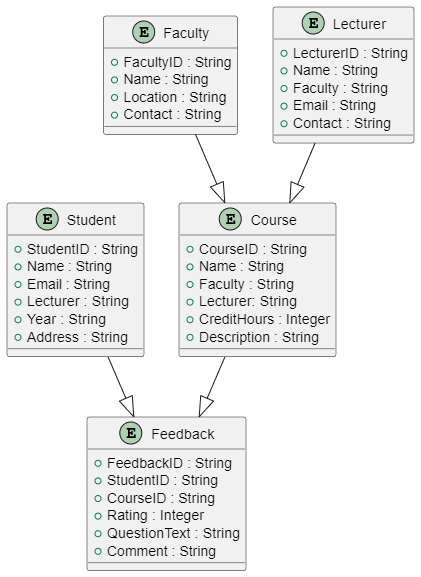 E Faculty
FacultyID : String
Name : String
Location : String
Contact : String
E Lecturer
LecturerID : String
Name : String
Faculty : String
Email : String
Contact : String
E Student
StudentID : String
Name : String
Email : String
Lecturer : String
Year : String
Address : String
E Course
CourseID : String
Name : String
Faculty : String
Lecturer: String
CreditHours : Integer
Description : String
E Feedback
FeedbackID : String
StudentID : String
CourseID : String
Rating : Integer
QuestionText : String
Comment : String